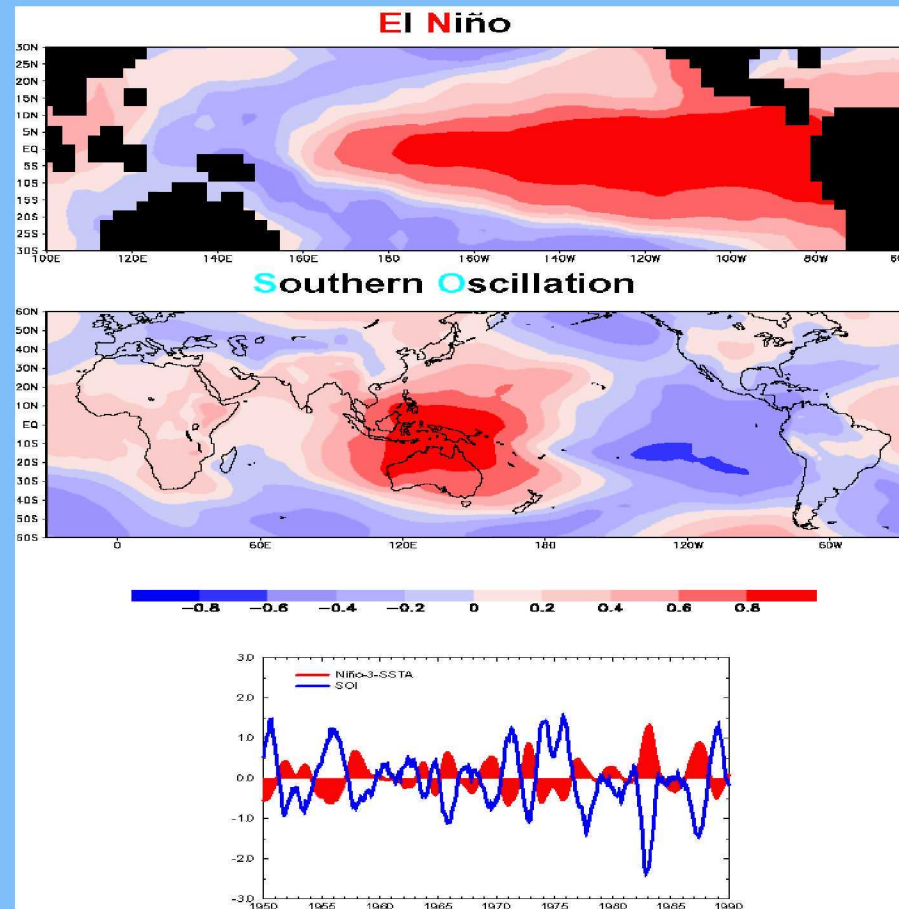 El Niño
30N
25N
20N
15N
10N
5N
EQ
5S
10S
15S
20S
25S
30S
100E 120E 140E 160E 180 160W 140W 120W 100W 80W
Southern Oscillation
60N
50N
40N
30N
20N
10N
EQ
10S
20S
30S
40S
50S
60S
0 60E 120E 180 120W 60W
−0.8 −0.6 −0.4 −0.2 0 0.2 0.4 0.6 0.8
3.0
Niño-3-SSTA
SOI
2.0
1.0
0.0
-1.0
-2.0
-3.0
1950 1955 1960 1965 1970 1975 1980 1985 1990